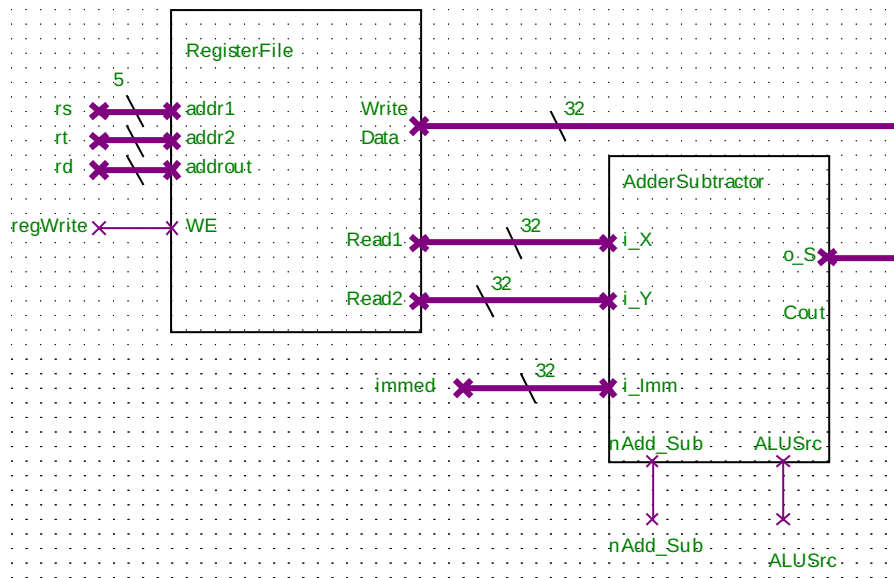 RegisterFile
5
rs
addr1
Write
32
rt
addr2
Data
rd
addrout
AdderSubtractor
regWrite
WE
Read1
32
i_X
o_S
Read2
32
i_Y
Cout
immed
32
i_Imm
nAdd_Sub
ALUSrc
nAdd_Sub
ALUSrc